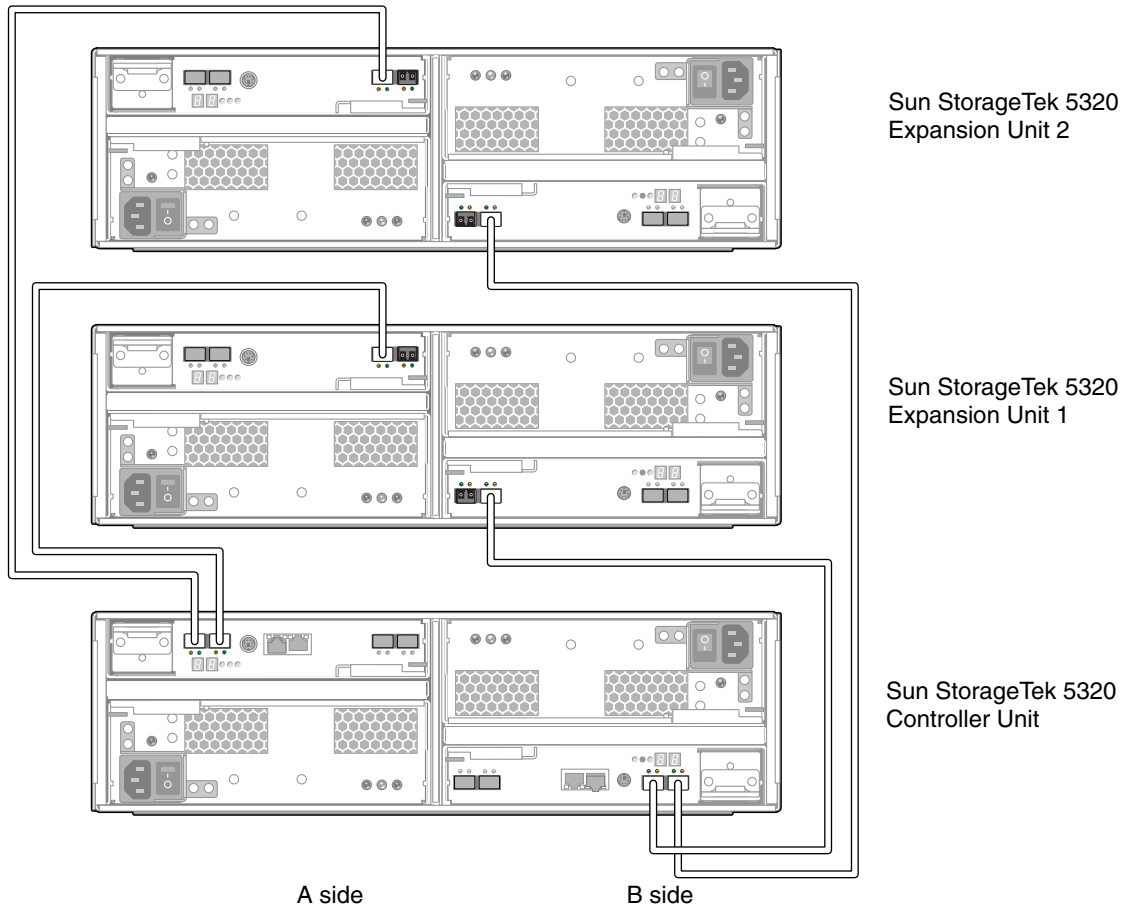 Sun StorageTek 5320
Expansion Unit 2
Sun StorageTek 5320
Expansion Unit 1
Sun StorageTek 5320
Controller Unit
A side
B side